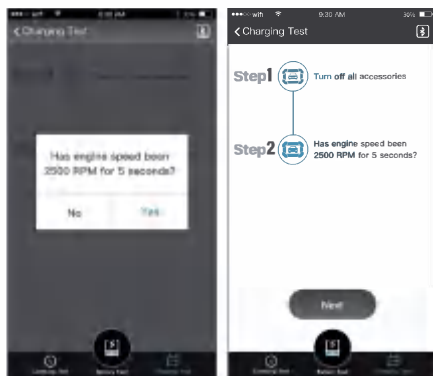 Charging Test
Has engine speed been
2500 RPM for 5 seconds?
No
Yes
wifi
9:30 AM
Charging Test
Step1
Turn off all accessories
Step2
Has engine speed been
2500 RPM for 5 seconds?
Next